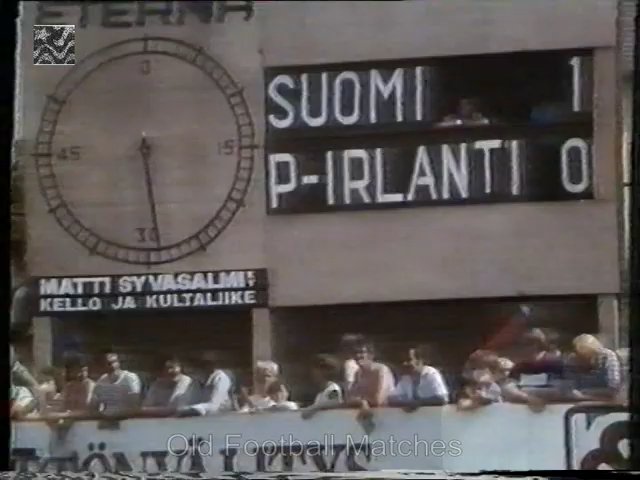 ETERNA
0
SUOMI 1
45 15
P-IRLANTI 0
30
MATTI SYVÄSALMI
KELLO JA KULTALIIKE
Old Football Matches